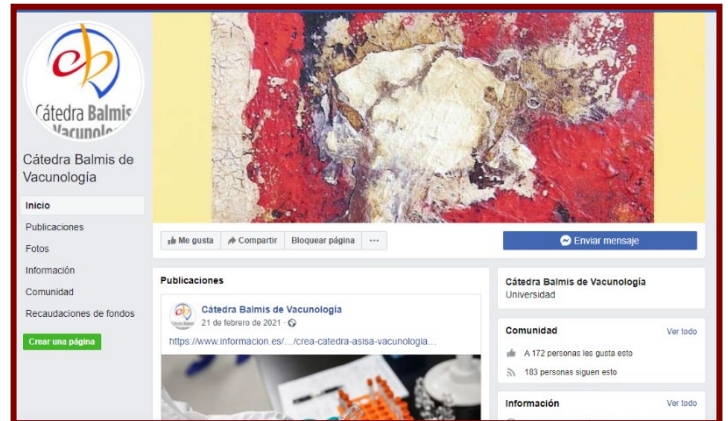 Cátedra Balmis
Vacunolo
Cátedra Balmis de
Vacunología
Inicio
Publicaciones
Fotos
Información
Comunidad
Recaudaciones de fondos
Crear una página
Me gusta
Compartir
Bloquear página
...
Enviar mensaje
Publicaciones
Cátedra Balmis de Vacunología
21 de febrero de 2021 ·
https://www.informacion.es/.../crea-catedra-asisa-vacunologia...
Cátedra Balmis de Vacunología
Universidad
Comunidad
Ver todo
A 172 personas les gusta esto
183 personas siguen esto
Información
Ver todo